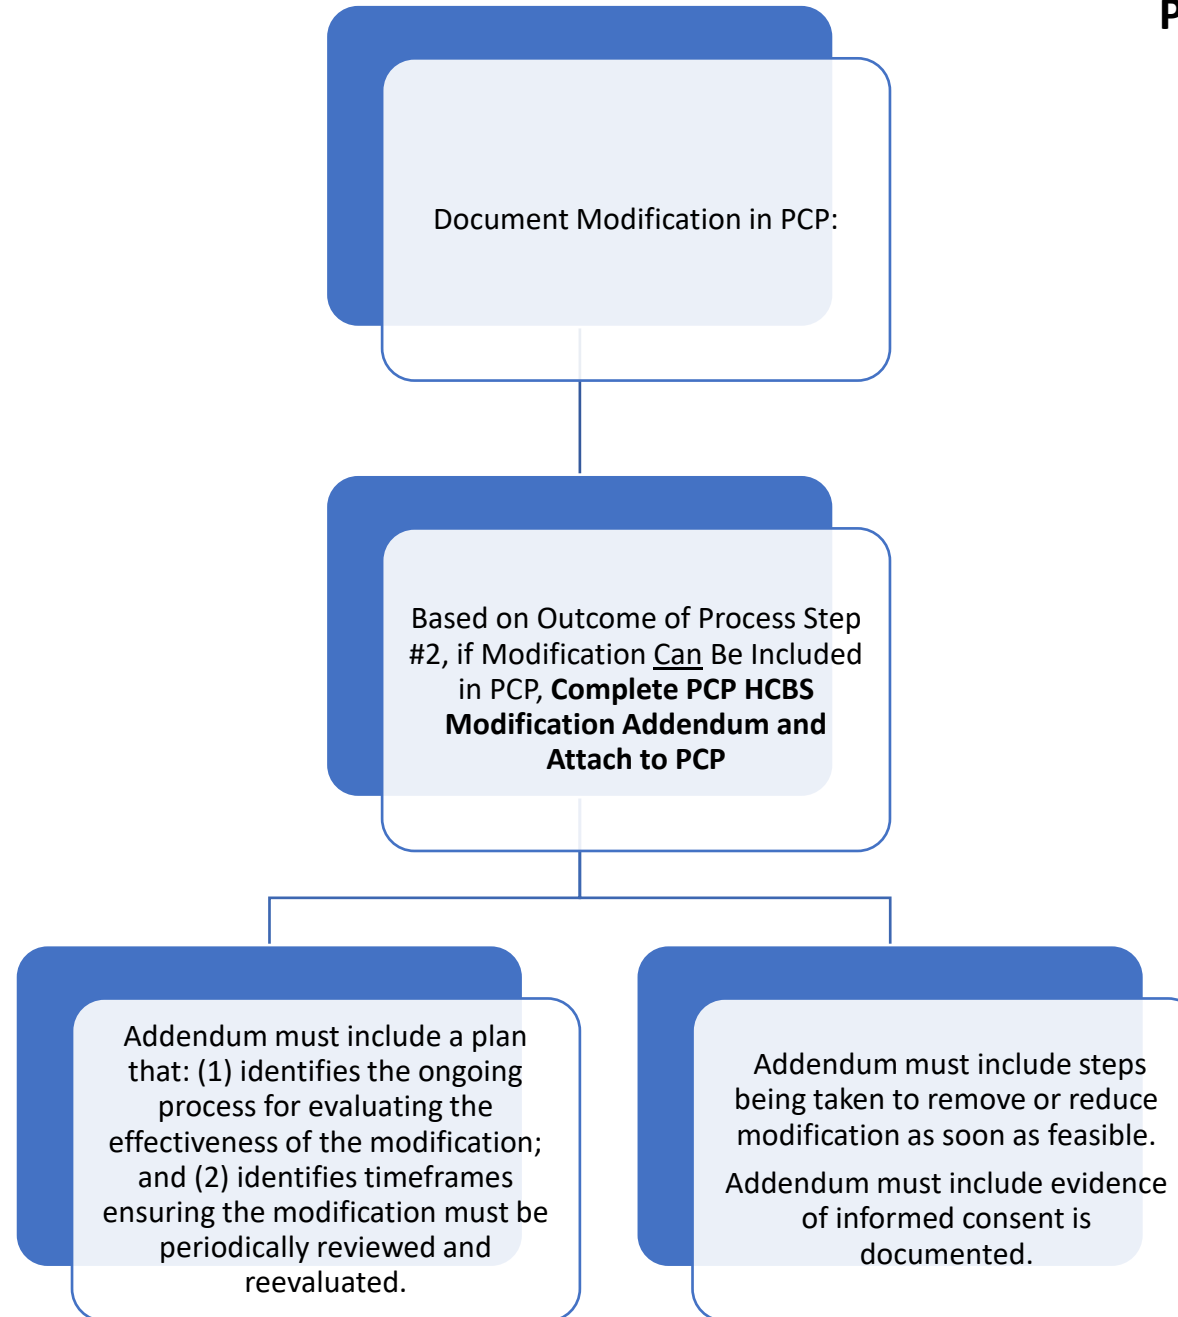 P
Document Modification in PCP:
Based on Outcome of Process Step
#2, if Modification Can Be Included
in PCP, Complete PCP HCBS
Modification Addendum and
Attach to PCP
Addendum must include a plan
that: (1) identifies the ongoing
process for evaluating the
effectiveness of the modification;
and (2) identifies timeframes
ensuring the modification must be
periodically reviewed and
reevaluated.
Addendum must include steps
being taken to remove or reduce
modification as soon as feasible.
Addendum must include evidence
of informed consent is
documented.